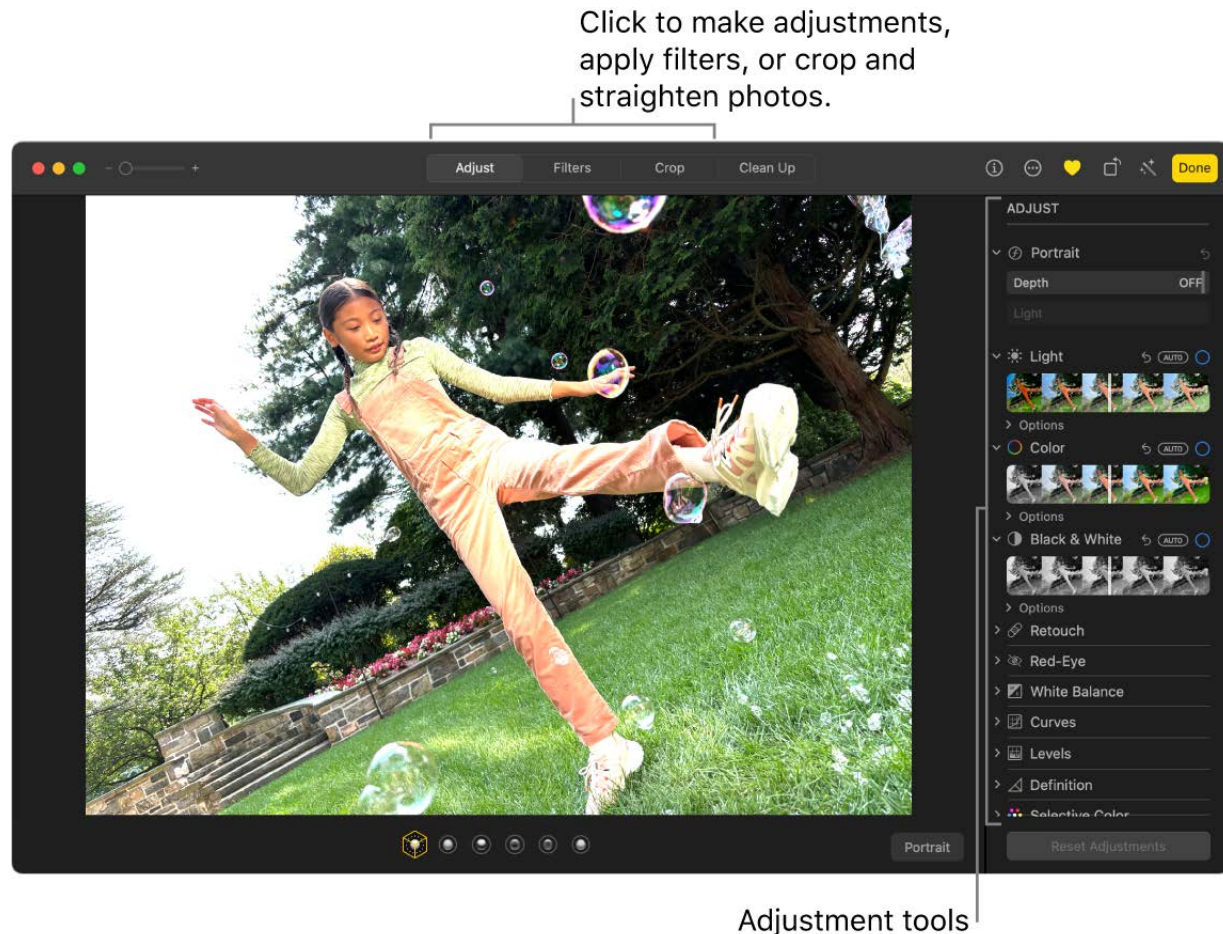 Click to make adjustments,
apply filters, or crop and
straighten photos.
- +
Adjust Filters Crop Clean Up
Done
ADJUST
Portrait
Depth OFF
Light
Light AUTO
Options
Color AUTO
Options
Black & White AUTO
Options
Retouch
Red-Eye
White Balance
Curves
Levels
Definition
Selective Color
Portrait
Reset Adjustments
Adjustment tools